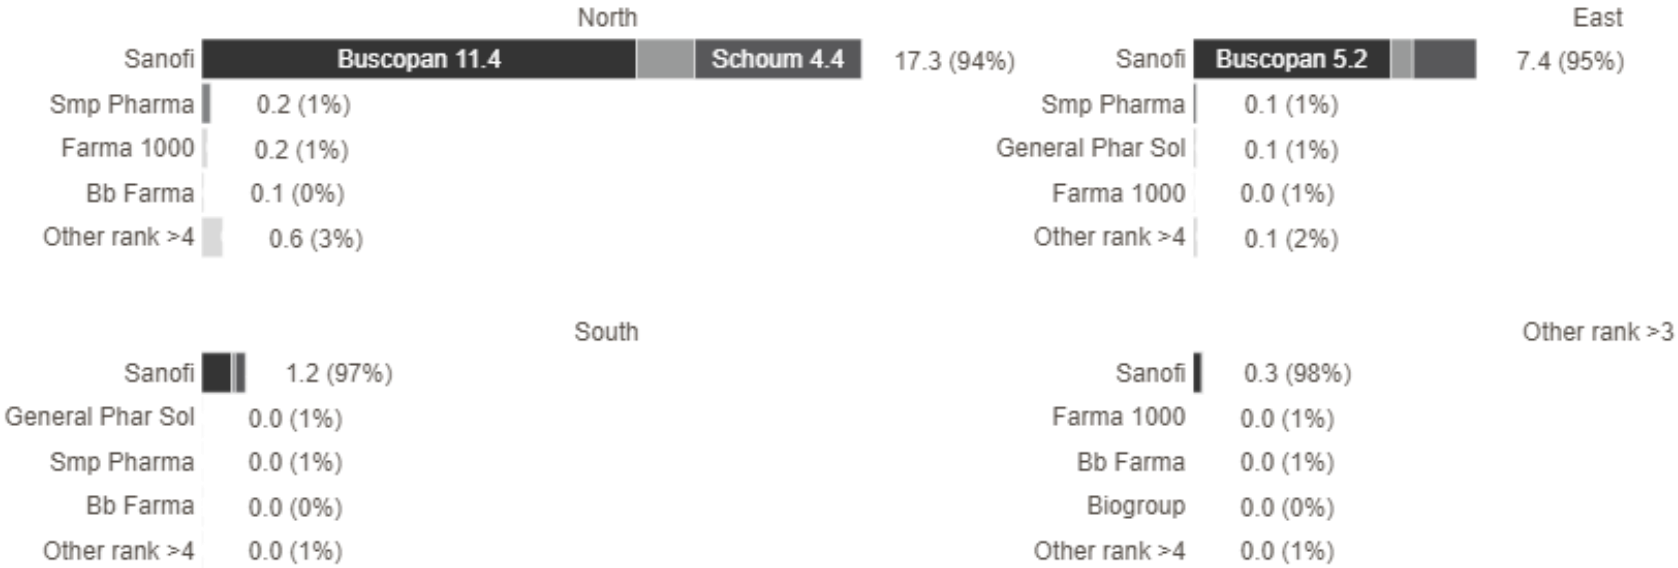 North
Sanofi Buscopan 11.4 Schoum 4.4 17.3 (94%)
Smp Pharma 0.2 (1%)
Farma 1000 0.2 (1%)
Bb Farma 0.1 (0%)
Other rank >4 0.6 (3%)
East
Sanofi Buscopan 5.2 7.4 (95%)
Smp Pharma 0.1 (1%)
General Phar Sol 0.1 (1%)
Farma 1000 0.0 (1%)
Other rank >4 0.1 (2%)
South
Sanofi 1.2 (97%)
General Phar Sol 0.0 (1%)
Smp Pharma 0.0 (1%)
Bb Farma 0.0 (0%)
Other rank >4 0.0 (1%)
Other rank >3
Sanofi 0.3 (98%)
Farma 1000 0.0 (1%)
Bb Farma 0.0 (1%)
Biogroup 0.0 (0%)
Other rank >4 0.0 (1%)